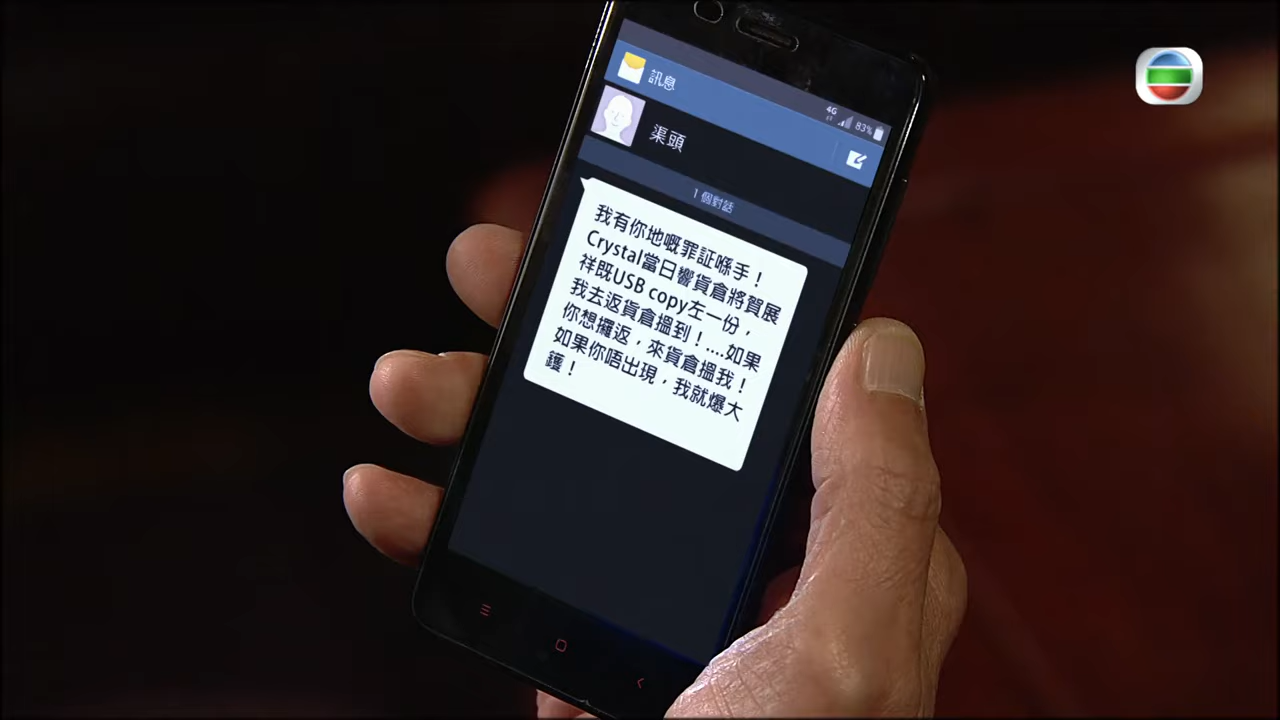 訊息
4G
83%
渠頭
1 個對話
我有你地嘅罪証喺手！
Crystal當日響貨倉將賀展
祥既USB copy左一份，
我去返貨倉搵到！....如果
你想攞返，來貨倉搵我！
如果你唔出現，我就爆大
鑊！